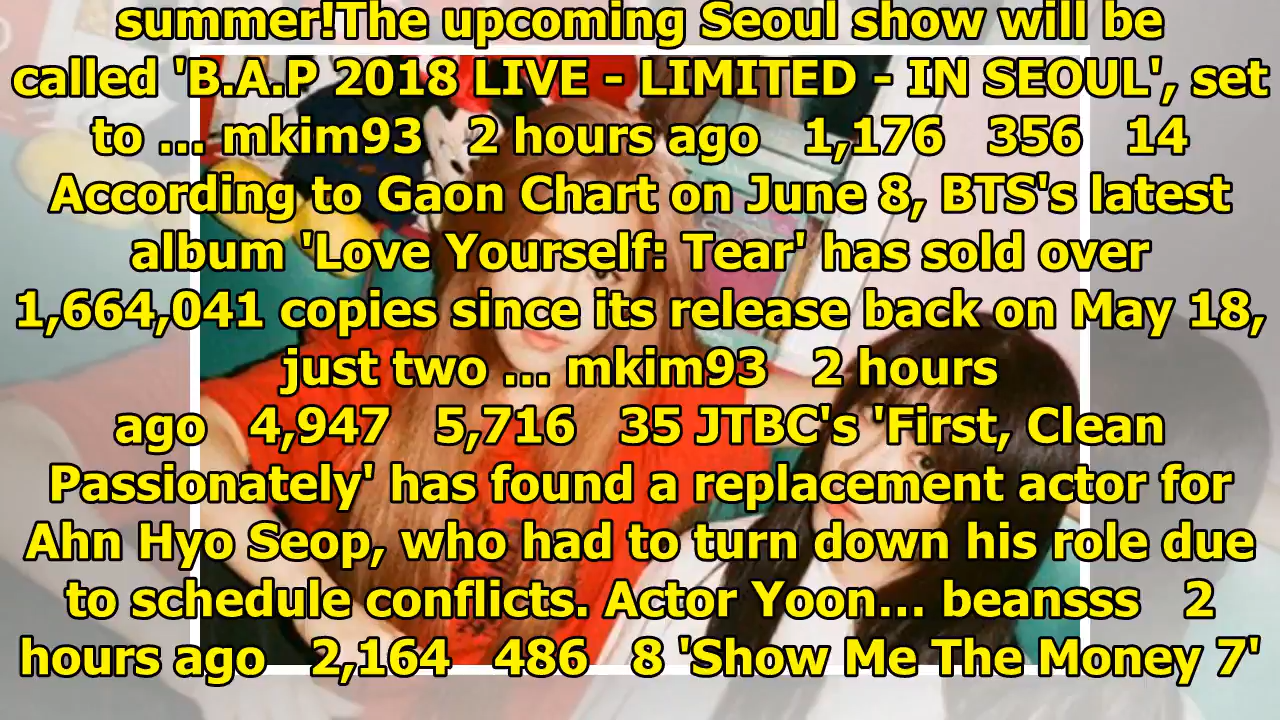 summer!The upcoming Seoul show will be
called 'B.A.P 2018 LIVE - LIMITED - IN SEOUL', set
to ... mkim93 2 hours ago 1,176 356 14
According to Gaon Chart on June 8, BTS's latest
album 'Love Yourself: Tear' has sold over
1,664,041 copies since its release back on May 18,
just two ... mkim93 2 hours
ago 4,947 5,716 35 JTBC's 'First, Clean
Passionately' has found a replacement actor for
Ahn Hyo Seop, who had to turn down his role due
to schedule conflicts. Actor Yoon... beansss 2
hours ago 2,164 486 8 'Show Me The Money 7'